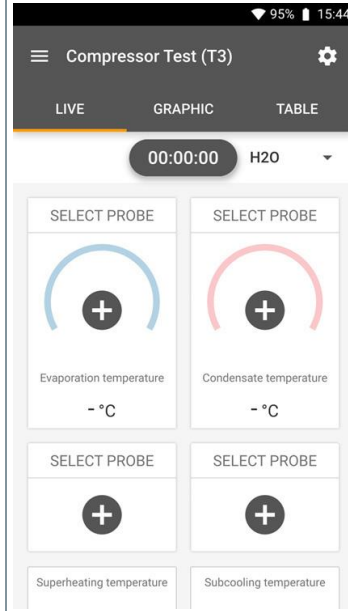 95% 15:44
Compressor Test (T3)
LIVE GRAPHIC TABLE
00:00:00 H2O
SELECT PROBE SELECT PROBE
Evaporation temperature Condensate temperature
- °C - °C
SELECT PROBE SELECT PROBE
Superheating temperature Subcooling temperature